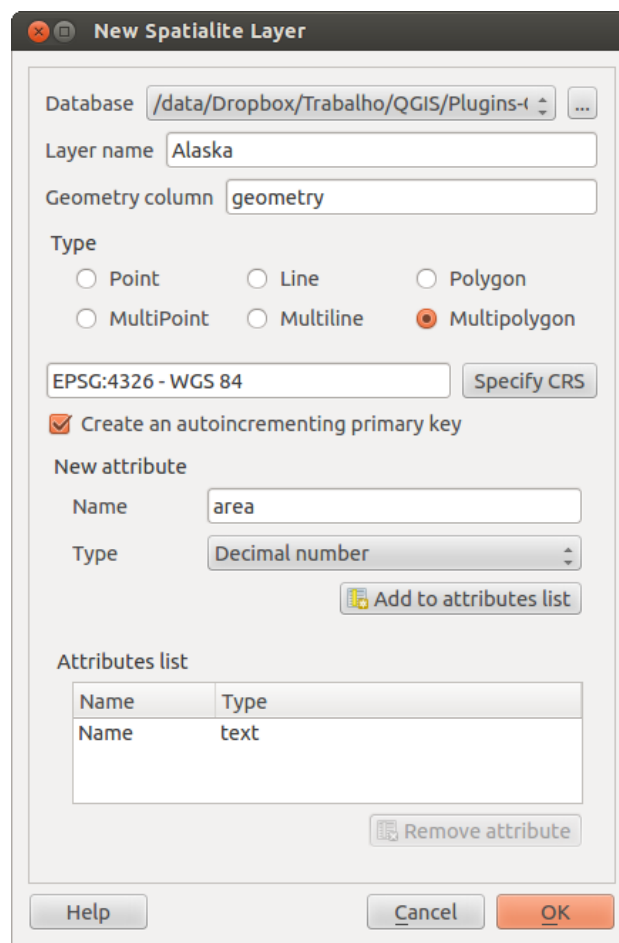 New Spatialite Layer
Database /data/Dropbox/Trabalho/QGIS/Plugins-( ...
Layer name Alaska
Geometry column geometry
Type
Point Line Polygon
MultiPoint Multiline Multipolygon
EPSG:4326 - WGS 84 Specify CRS
Create an autoincrementing primary key
New attribute
Name area
Type Decimal number
Add to attributes list
Attributes list
Name Type
Name text
Remove attribute
Help Cancel OK